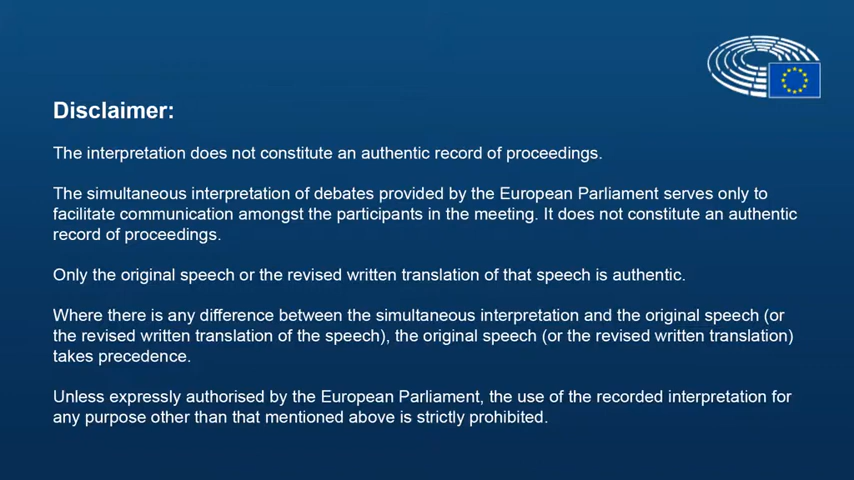 Disclaimer:
The interpretation does not constitute an authentic record of proceedings.
The simultaneous interpretation of debates provided by the European Parliament serves only to
facilitate communication amongst the participants in the meeting. It does not constitute an authentic
record of proceedings.
Only the original speech or the revised written translation of that speech is authentic.
Where there is any difference between the simultaneous interpretation and the original speech (or
the revised written translation of the speech), the original speech (or the revised written translation)
takes precedence.
Unless expressly authorised by the European Parliament, the use of the recorded interpretation for
any purpose other than that mentioned above is strictly prohibited.